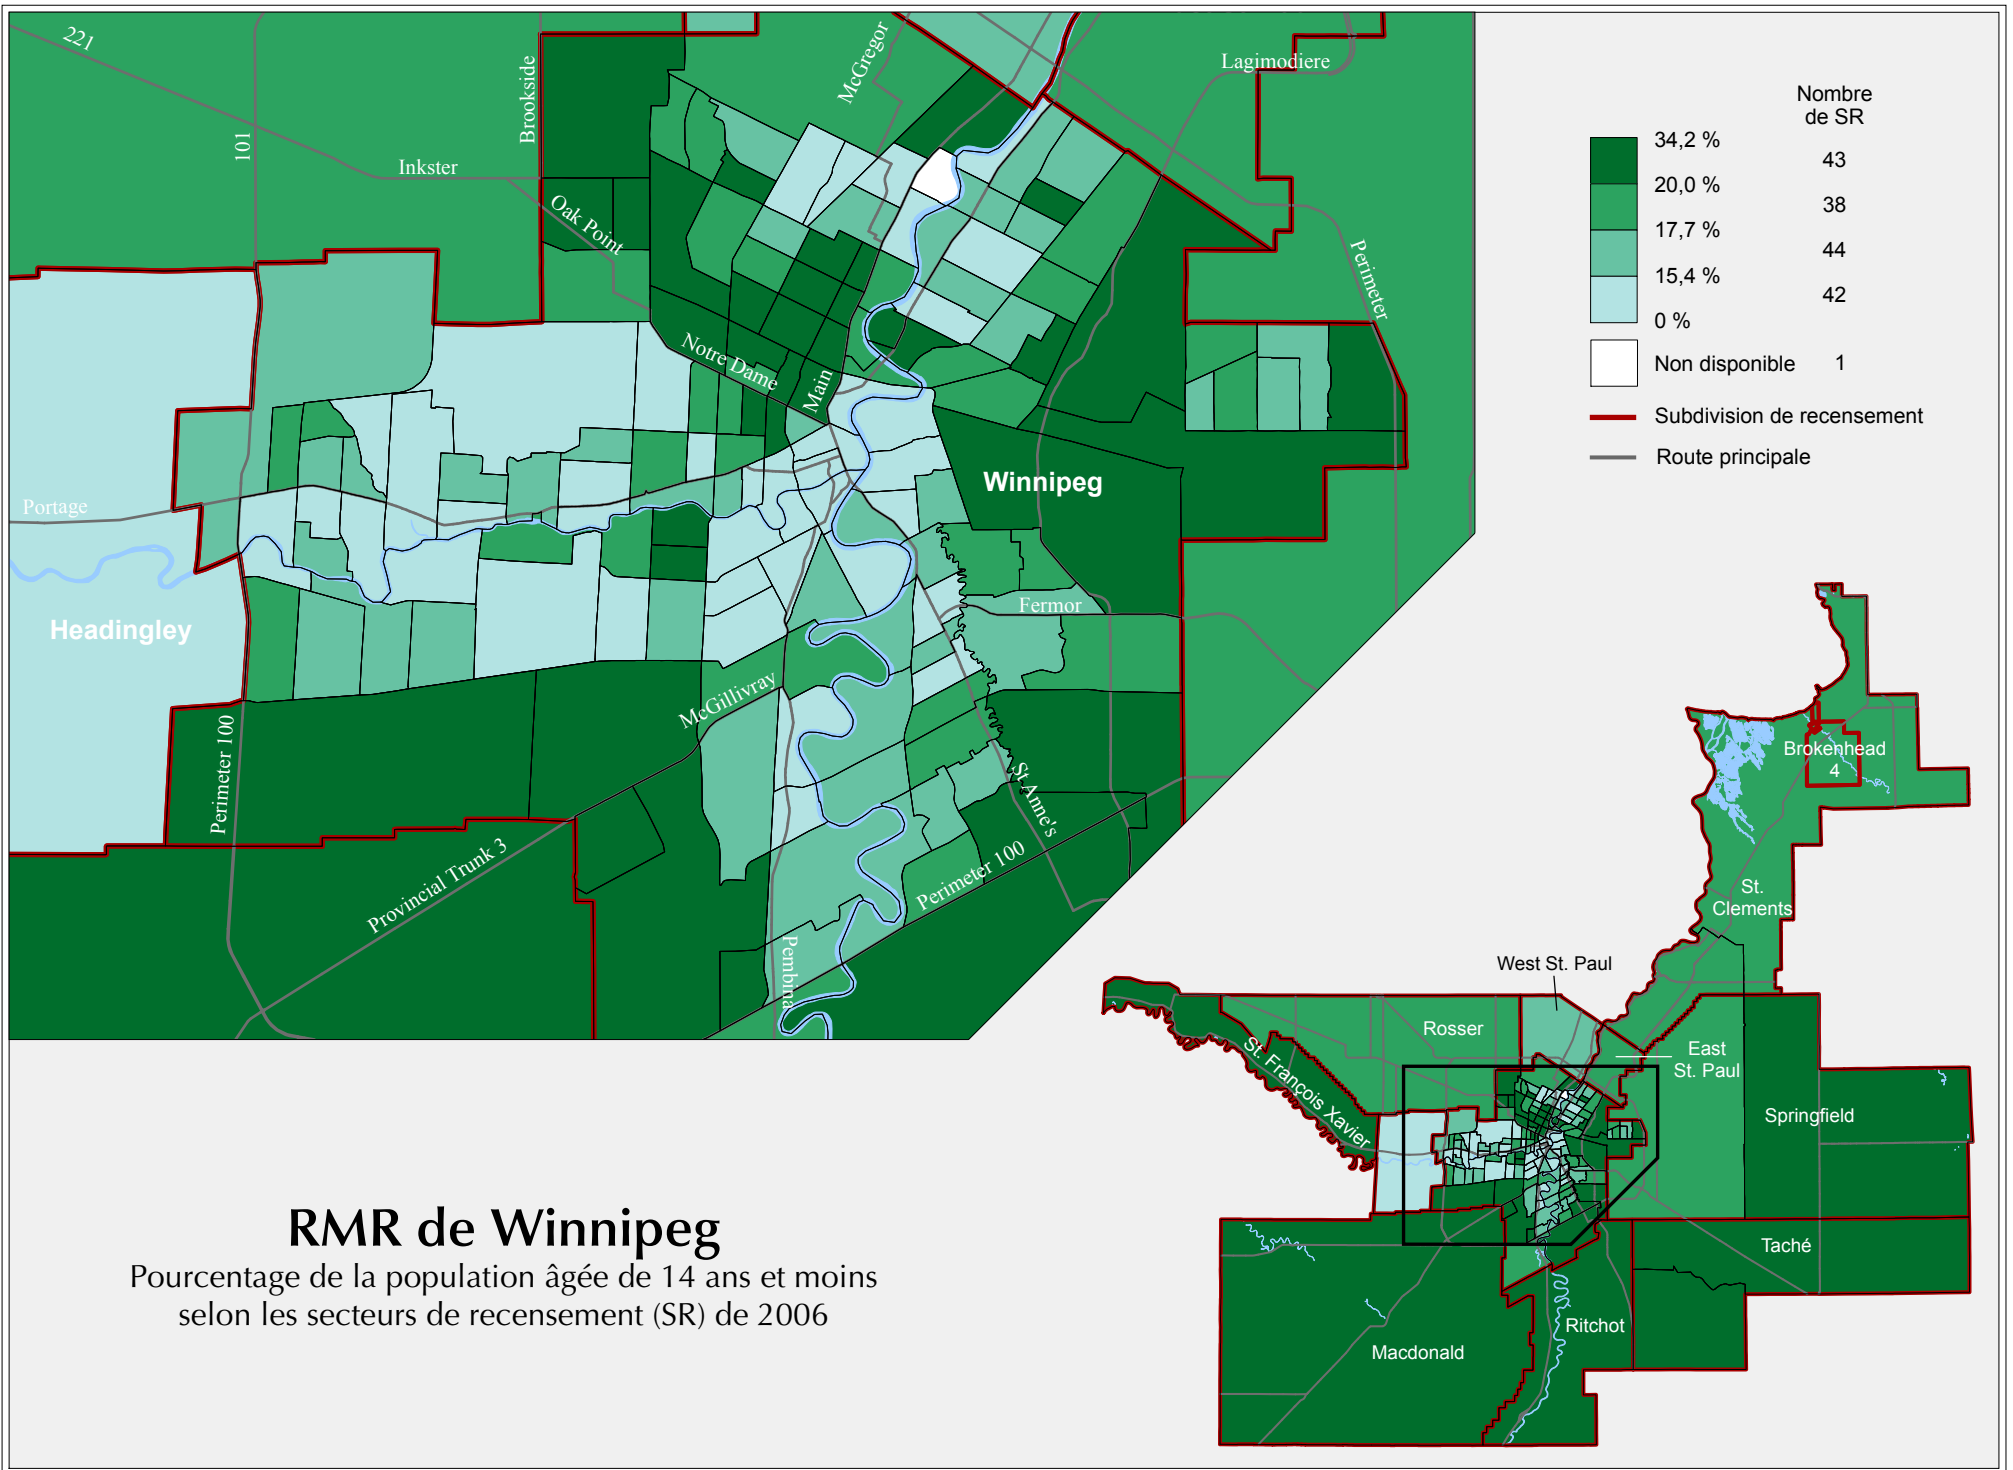 221
101
Brookside
McGregor
Lagimodiere
Inkster
Oak Point
Perimeter
Notre Dame
Main
Portage
Winnipeg
Headingley
Fermor
McGillivray
Perimeter 100
St. Anne's
Provincial Trunk 3
Perimeter 100
Pembina
Nombre
de SR
34,2 %
43
20,0 %
38
17,7 %
44
15,4 %
42
0 %
Non disponible 1
Subdivision de recensement
Route principale
Brokenhead
4
St.
Clements
West St. Paul
Rosser
East
St. Paul
St. François Xavier
Springfield
Taché
Ritchot
Macdonald
RMR de Winnipeg
Pourcentage de la population âgée de 14 ans et moins
selon les secteurs de recensement (SR) de 2006